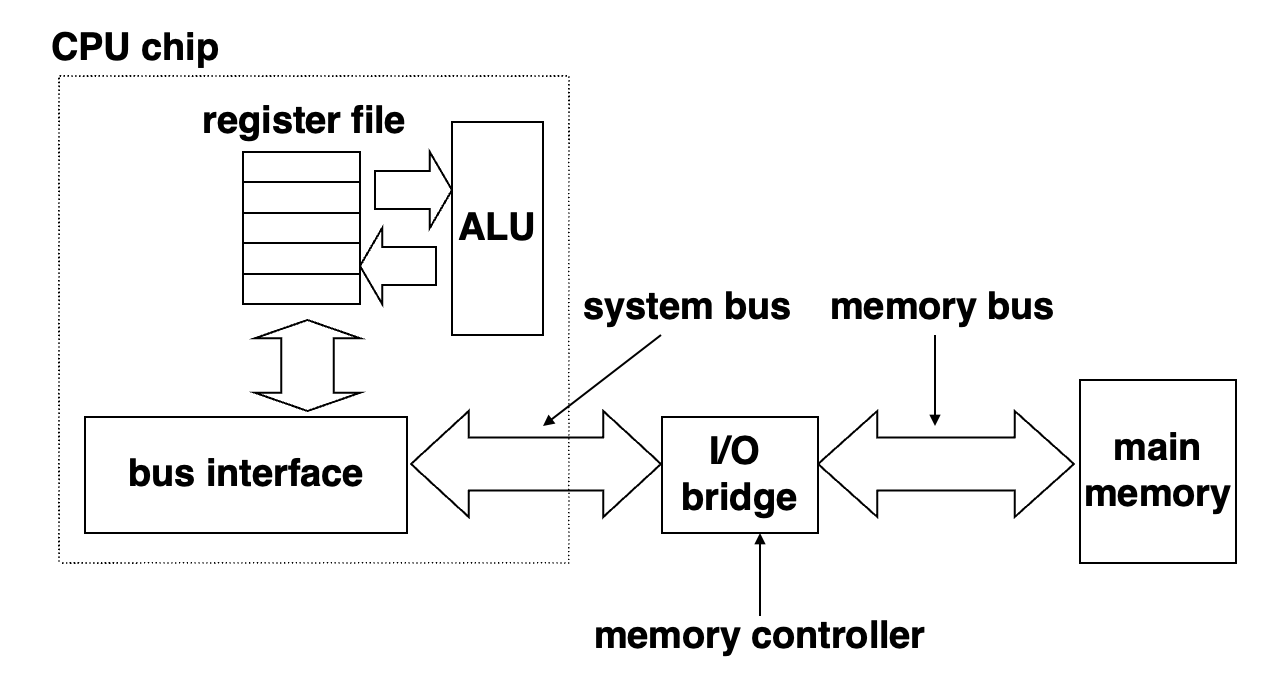 CPU chip
register file
ALU
system bus
memory bus
bus interface
I/O
bridge
main
memory
memory controller